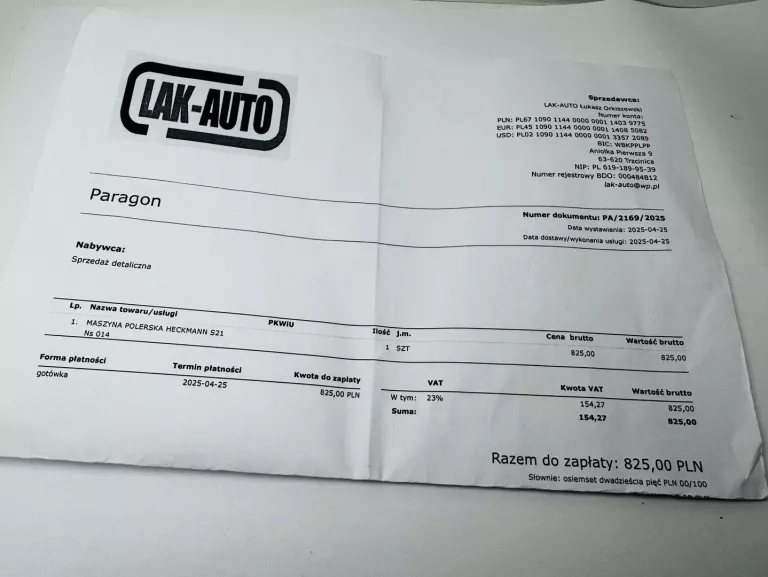 LAK-AUTO
Sprzedawca:
LAK-AUTO Łukasz Orkiszewski
Numer konta:
PLN: PL67 1090 1144 0000 0001 1403 9775
EUR: PL45 1090 1144 0000 0001 1408 5082
USD: PL02 1090 1144 0000 0001 3357 2089
BIC: WBKPPLPP
Aniołka Pierwsza 9
63-620 Trzcinica
NIP: PL 619-189-95-39
Numer rejestrowy BDO: 000484812
lak-auto@wp.pl
Paragon
Numer dokumentu: PA/2169/2025
Data wystawienia: 2025-04-25
Data dostawy/wykonania usługi: 2025-04-25
Nabywca:
Sprzedaż detaliczna
Lp. Nazwa towaru/usługi PKWiU Ilość j.m. Cena brutto Wartość brutto
1. MASZYNA POLERSKA HECKMANN S21 1 SZT 825,00 825,00
Ns 014
Forma płatności Termin płatności Kwota do zapłaty
gotówka 2025-04-25 825,00 PLN
VAT Kwota VAT Wartość brutto
W tym: 23% 154,27 825,00
Suma: 154,27 825,00
Razem do zapłaty: 825,00 PLN
Słownie: osiemset dwadzieścia pięć PLN 00/100